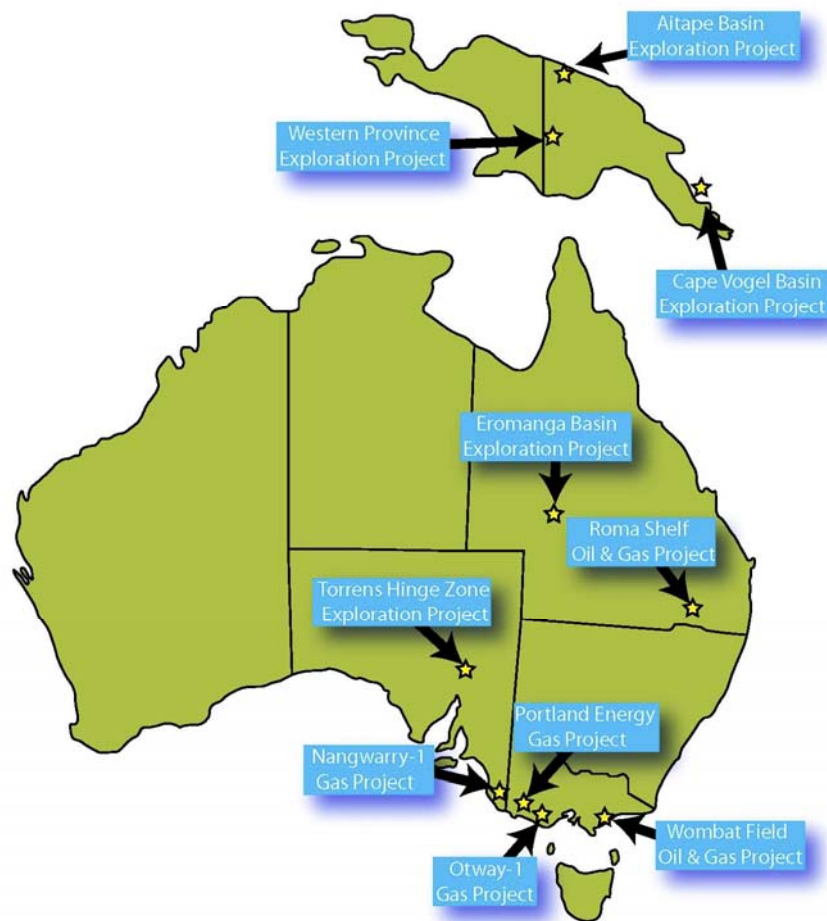 Aitape Basin
Exploration Project
Western Province
Exploration Project
Cape Vogel Basin
Exploration Project
Eromanga Basin
Exploration Project
Roma Shelf
Oil & Gas Project
Torrens Hinge Zone
Exploration Project
Portland Energy
Gas Project
Nangwarry-1
Gas Project
Wombat Field
Oil & Gas Project
Otway-1
Gas Project